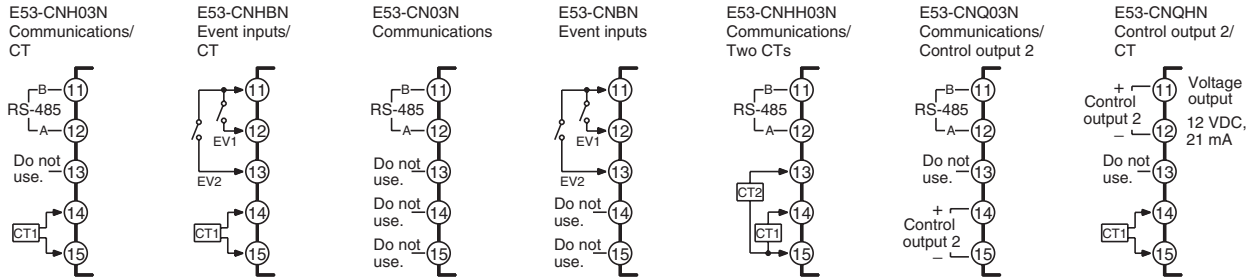 E53-CNH03N
Communications/
CT
B
11
RS-485
A
12
Do not
use.
13
14
CT1
15
E53-CNHBN
Event inputs/
CT
11
12
EV1
13
EV2
14
CT1
15
E53-CN03N
Communications
B
11
RS-485
A
12
Do not
use.
13
Do not
use.
14
Do not
use.
15
E53-CNBN
Event inputs
11
12
EV1
13
EV2
Do not
use.
14
Do not
use.
15
E53-CNHH03N
Communications/
Two CTs
B
11
RS-485
A
12
13
CT2
14
CT1
15
E53-CNQ03N
Communications/
Control output 2
B
11
RS-485
A
12
Do not
use.
13
+
14
Control
output 2
−
15
E53-CNQHN
Control output 2/
CT
+
11
Control
output 2
−
12
Voltage
output
12 VDC,
21 mA
Do not
use.
13
14
CT1
15